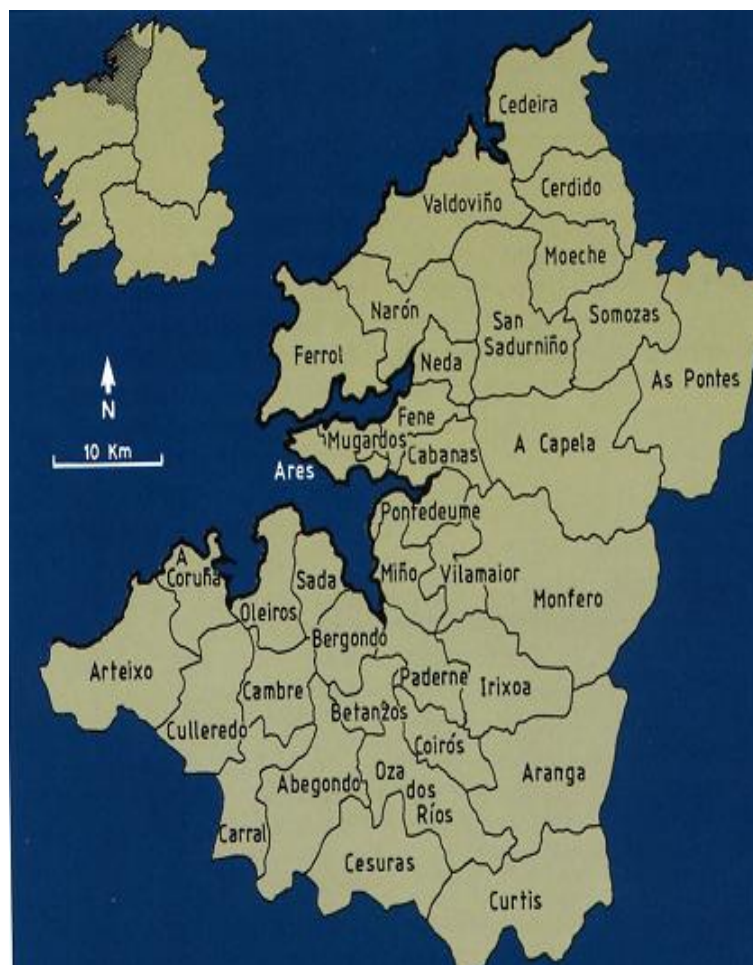 Cedeira
Cerdido
Valdoviño
Moeche
Narón
Somozas
San
Sadurniño
Ferrol
Neda
As Pontes
N
Fene
Mugardos
A Capela
10 Km
Cabanas
Ares
Pontedeume
A
Coruña
Sada
Miño
Vilamaior
Oleiros
Monfero
Bergondo
Arteixo
Paderne
Cambre
Irixoa
Betanzos
Culleredo
Coirós
Oza
dos
Ríos
Aranga
Abegondo
Carral
Cesuras
Curtis